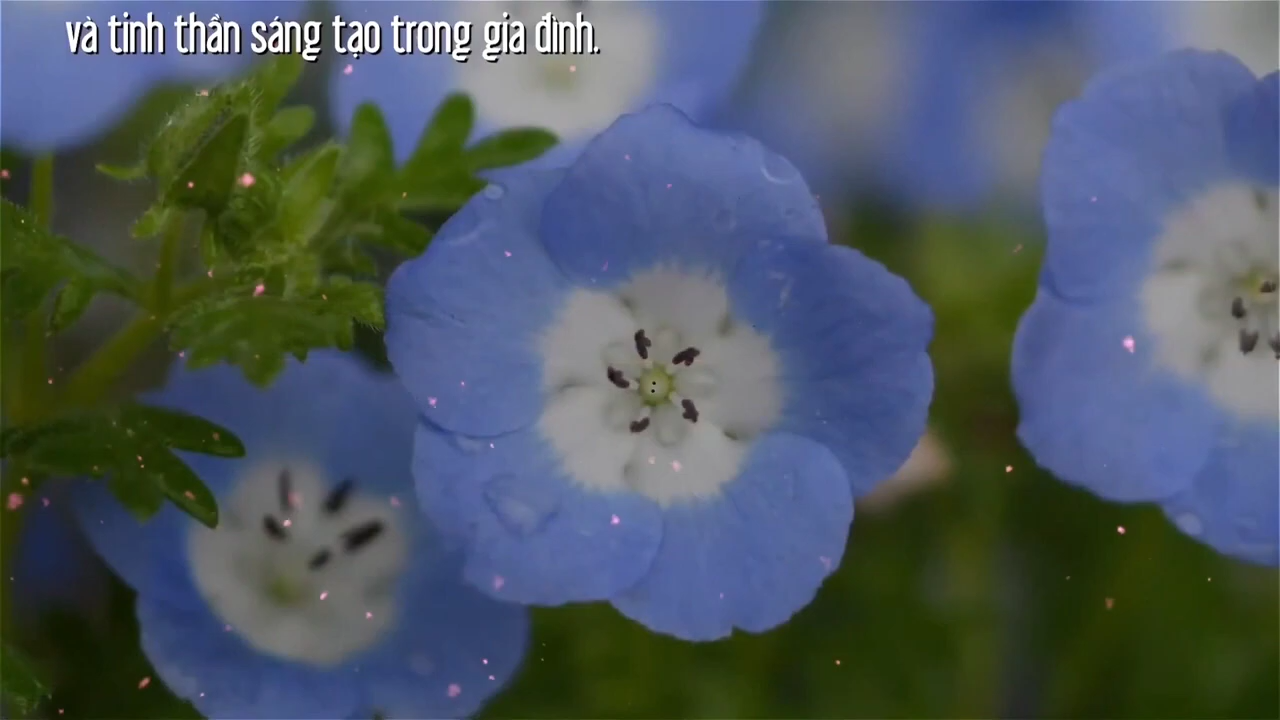 và tinh thần sáng tạo trong gia đình.